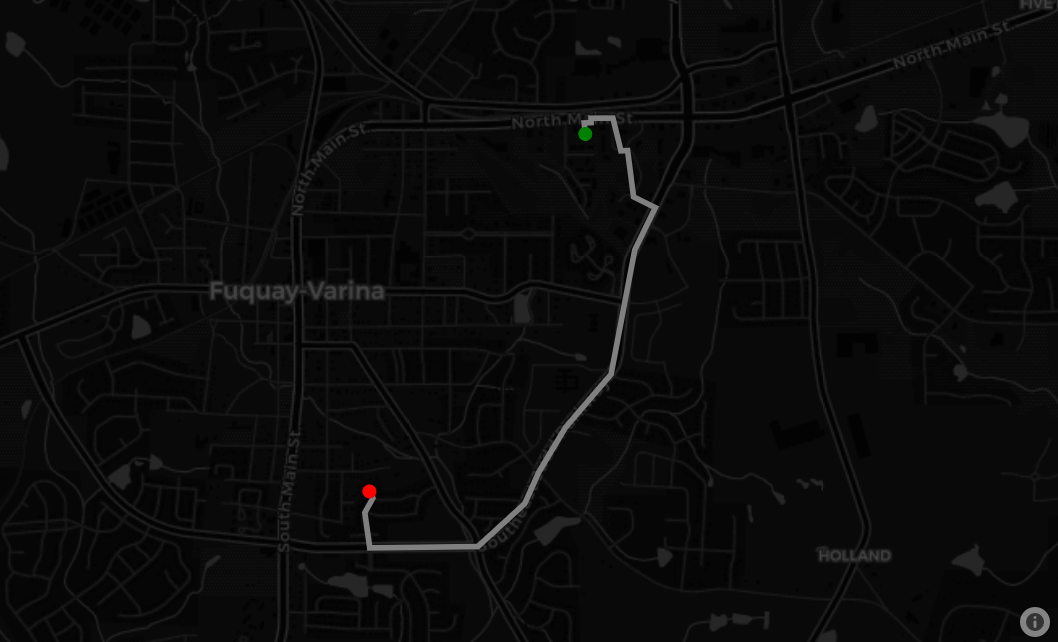 FIVE
North Main St.
North Main St.
North Main St.
Fuquay-Varina
South Main St.
HOLLAND